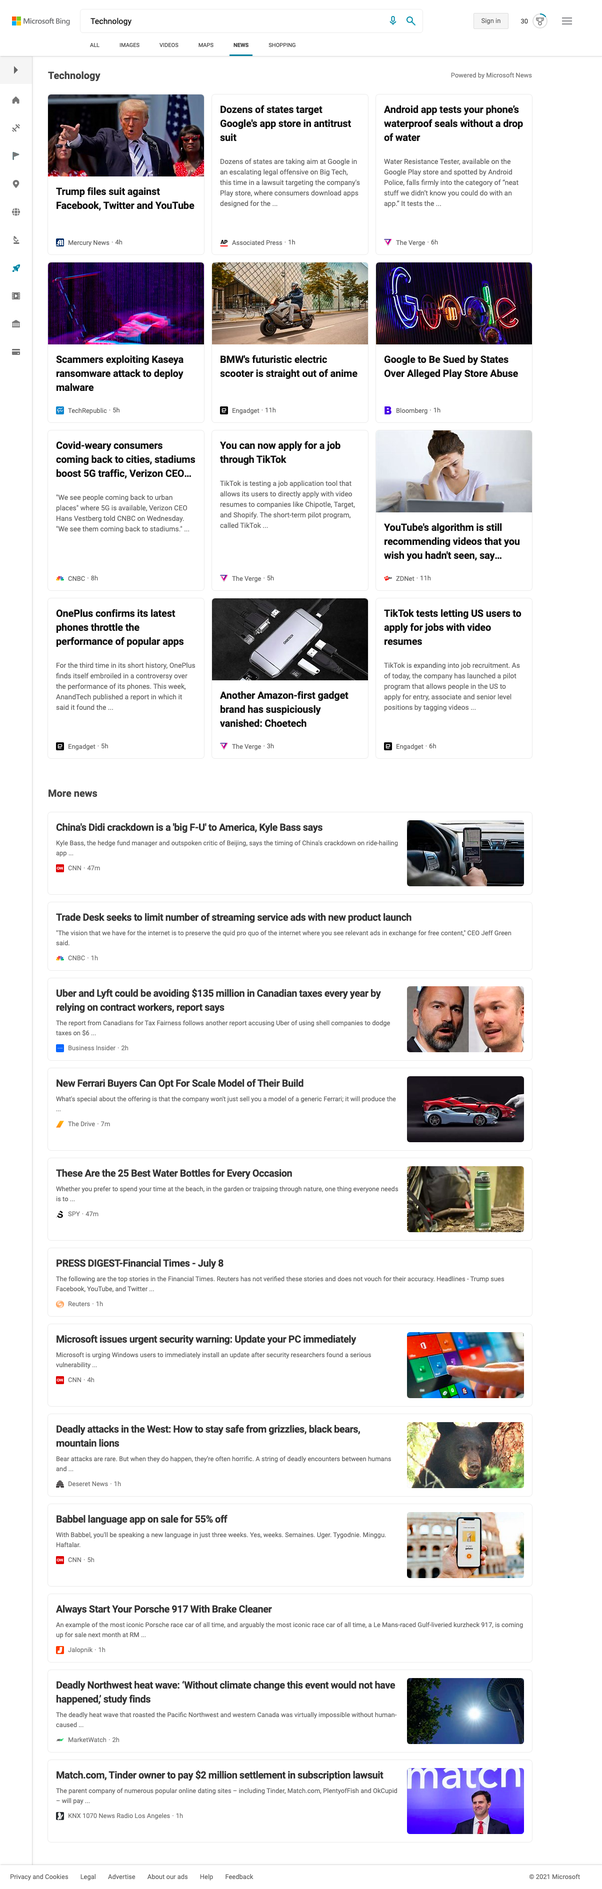 Microsoft Bing
Technology
Sign in
30
ALL
IMAGES
VIDEOS
MAPS
NEWS
SHOPPING
Technology
Powered by Microsoft News
Trump files suit against
Facebook, Twitter and YouTube
Mercury News · 4h
Dozens of states target
Google's app store in antitrust
suit
Dozens of states are taking aim at Google in
an escalating legal offensive on Big Tech,
this time in a lawsuit targeting the company's
Play store, where consumers download apps
designed for the ...
AP
Associated Press · 1h
Android app tests your phone's
waterproof seals without a drop
of water
Water Resistance Tester, available on the
Google Play store and spotted by Android
Police, falls firmly into the category of "neat
stuff we didn't know you could do with an
app." It tests the ...
The Verge · 6h
Scammers exploiting Kaseya
ransomware attack to deploy
malware
TechRepublic · 5h
BMW's futuristic electric
scooter is straight out of anime
Engadget · 11h
Google
Google to Be Sued by States
Over Alleged Play Store Abuse
B
Bloomberg · 1h
Covid-weary consumers
coming back to cities, stadiums
boost 5G traffic, Verizon CEO...
"We see people coming back to urban
places" where 5G is available, Verizon CEO
Hans Vestberg told CNBC on Wednesday.
"We see them coming back to stadiums." ...
CNBC · 8h
You can now apply for a job
through TikTok
TikTok is testing a job application tool that
allows its users to directly apply with video
resumes to companies like Chipotle, Target,
and Shopify. The short-term pilot program,
called TikTok ...
The Verge · 5h
YouTube's algorithm is still
recommending videos that you
wish you hadn't seen, say...
ZDNet · 11h
OnePlus confirms its latest
phones throttle the
performance of popular apps
For the third time in its short history, OnePlus
finds itself embroiled in a controversy over
the performance of its phones. This week,
AnandTech published a report in which it
said it found the ...
Engadget · 5h
Another Amazon-first gadget
brand has suspiciously
vanished: Choetech
The Verge · 3h
TikTok tests letting US users to
apply for jobs with video
resumes
TikTok is expanding into job recruitment. As
of today, the company has launched a pilot
program that allows people in the US to
apply for entry, associate and senior level
positions by tagging videos ...
Engadget · 6h
More news
China's Didi crackdown is a 'big F-U' to America, Kyle Bass says
Kyle Bass, the hedge fund manager and outspoken critic of Beijing, says the timing of China's crackdown on ride-hailing
app ...
CNN · 47m
Trade Desk seeks to limit number of streaming service ads with new product launch
"The vision that we have for the internet is to preserve the quid pro quo of the internet where you see relevant ads in exchange for free content," CEO Jeff Green
said.
CNBC · 1h
Uber and Lyft could be avoiding $135 million in Canadian taxes every year by
relying on contract workers, report says
The report from Canadians for Tax Fairness follows another report accusing Uber of using shell companies to dodge
taxes on $6 ...
Business Insider · 2h
New Ferrari Buyers Can Opt For Scale Model of Their Build
What's special about the offering is that the company won't just sell you a model of a generic Ferrari; it will produce the
...
The Drive · 7m
These Are the 25 Best Water Bottles for Every Occasion
Whether you prefer to spend your time at the beach, in the garden or traipsing through nature, one thing everyone needs
is to ...
SPY · 47m
PRESS DIGEST-Financial Times - July 8
The following are the top stories in the Financial Times. Reuters has not verified these stories and does not vouch for their accuracy. Headlines - Trump sues
Facebook, YouTube, and Twitter ...
Reuters · 1h
Microsoft issues urgent security warning: Update your PC immediately
Microsoft is urging Windows users to immediately install an update after security researchers found a serious
vulnerability ...
CNN · 4h
Deadly attacks in the West: How to stay safe from grizzlies, black bears,
mountain lions
Bear attacks are rare. But when they do happen, they're often horrific. A string of deadly encounters between humans
and ...
Deseret News · 1h
Babbel language app on sale for 55% off
With Babbel, you'll be speaking a new language in just three weeks. Yes, weeks. Semaines. Uger. Tygodnie. Minggu.
Haftalar.
CNN · 5h
Always Start Your Porsche 917 With Brake Cleaner
An example of the most iconic Porsche race car of all time, and arguably the most iconic race car of all time, a Le Mans-raced Gulf-liveried kurzheck 917, is coming
up for sale next month at RM ...
Jalopnik · 1h
Deadly Northwest heat wave: 'Without climate change this event would not have
happened,' study finds
The deadly heat wave that roasted the Pacific Northwest and western Canada was virtually impossible without human-
caused ...
MarketWatch · 2h
Match.com, Tinder owner to pay $2 million settlement in subscription lawsuit
The parent company of numerous popular online dating sites – including Tinder, Match.com, PlentyofFish and OkCupid
– will pay ...
KNX 1070 News Radio Los Angeles · 1h
match
Privacy and Cookies
Legal
Advertise
About our ads
Help
Feedback
© 2021 Microsoft